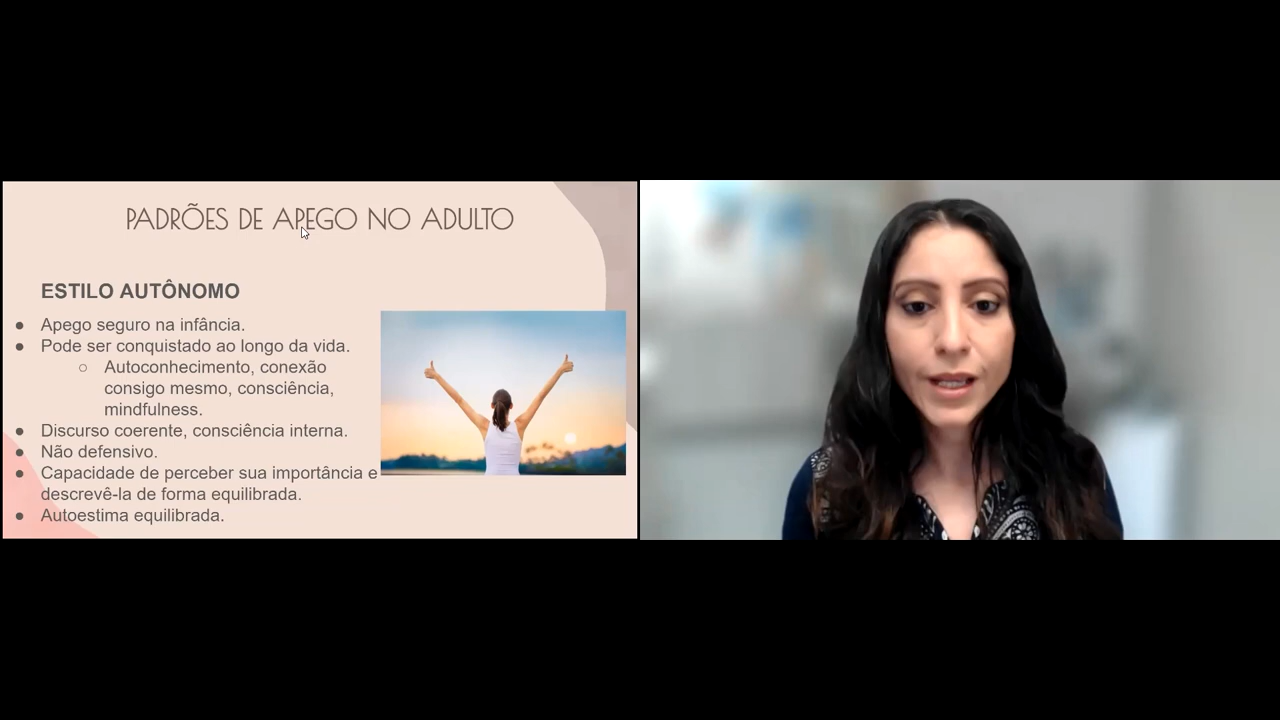 PADRÕES DE APEGO NO ADULTO
ESTILO AUTÔNOMO
● Apego seguro na infância.
● Pode ser conquistado ao longo da vida.
○ Autoconhecimento, conexão
consigo mesmo, consciência,
mindfulness.
● Discurso coerente, consciência interna.
● Não defensivo.
● Capacidade de perceber sua importância e
descrevê-la de forma equilibrada.
● Autoestima equilibrada.